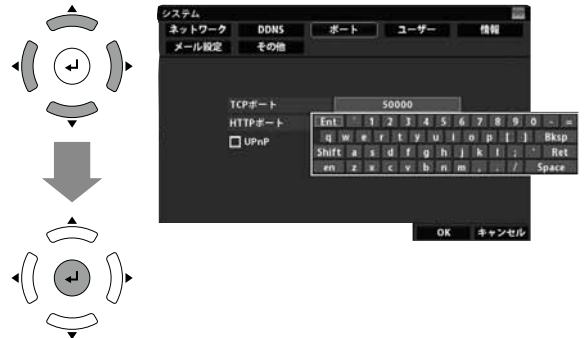 システム
ネットワーク DDNS ポート ユーザー 情報
メール設定 その他
TCPポート 50000
HTTPポート
UPnP
Ent ` 1 2 3 4 5 6 7 8 9 0 - =
q w e r t y u i o p [ ] Bksp
Shift a s d f g h j k l ; ' Ret
en z x c v b n m , . / Space
OK キャンセル